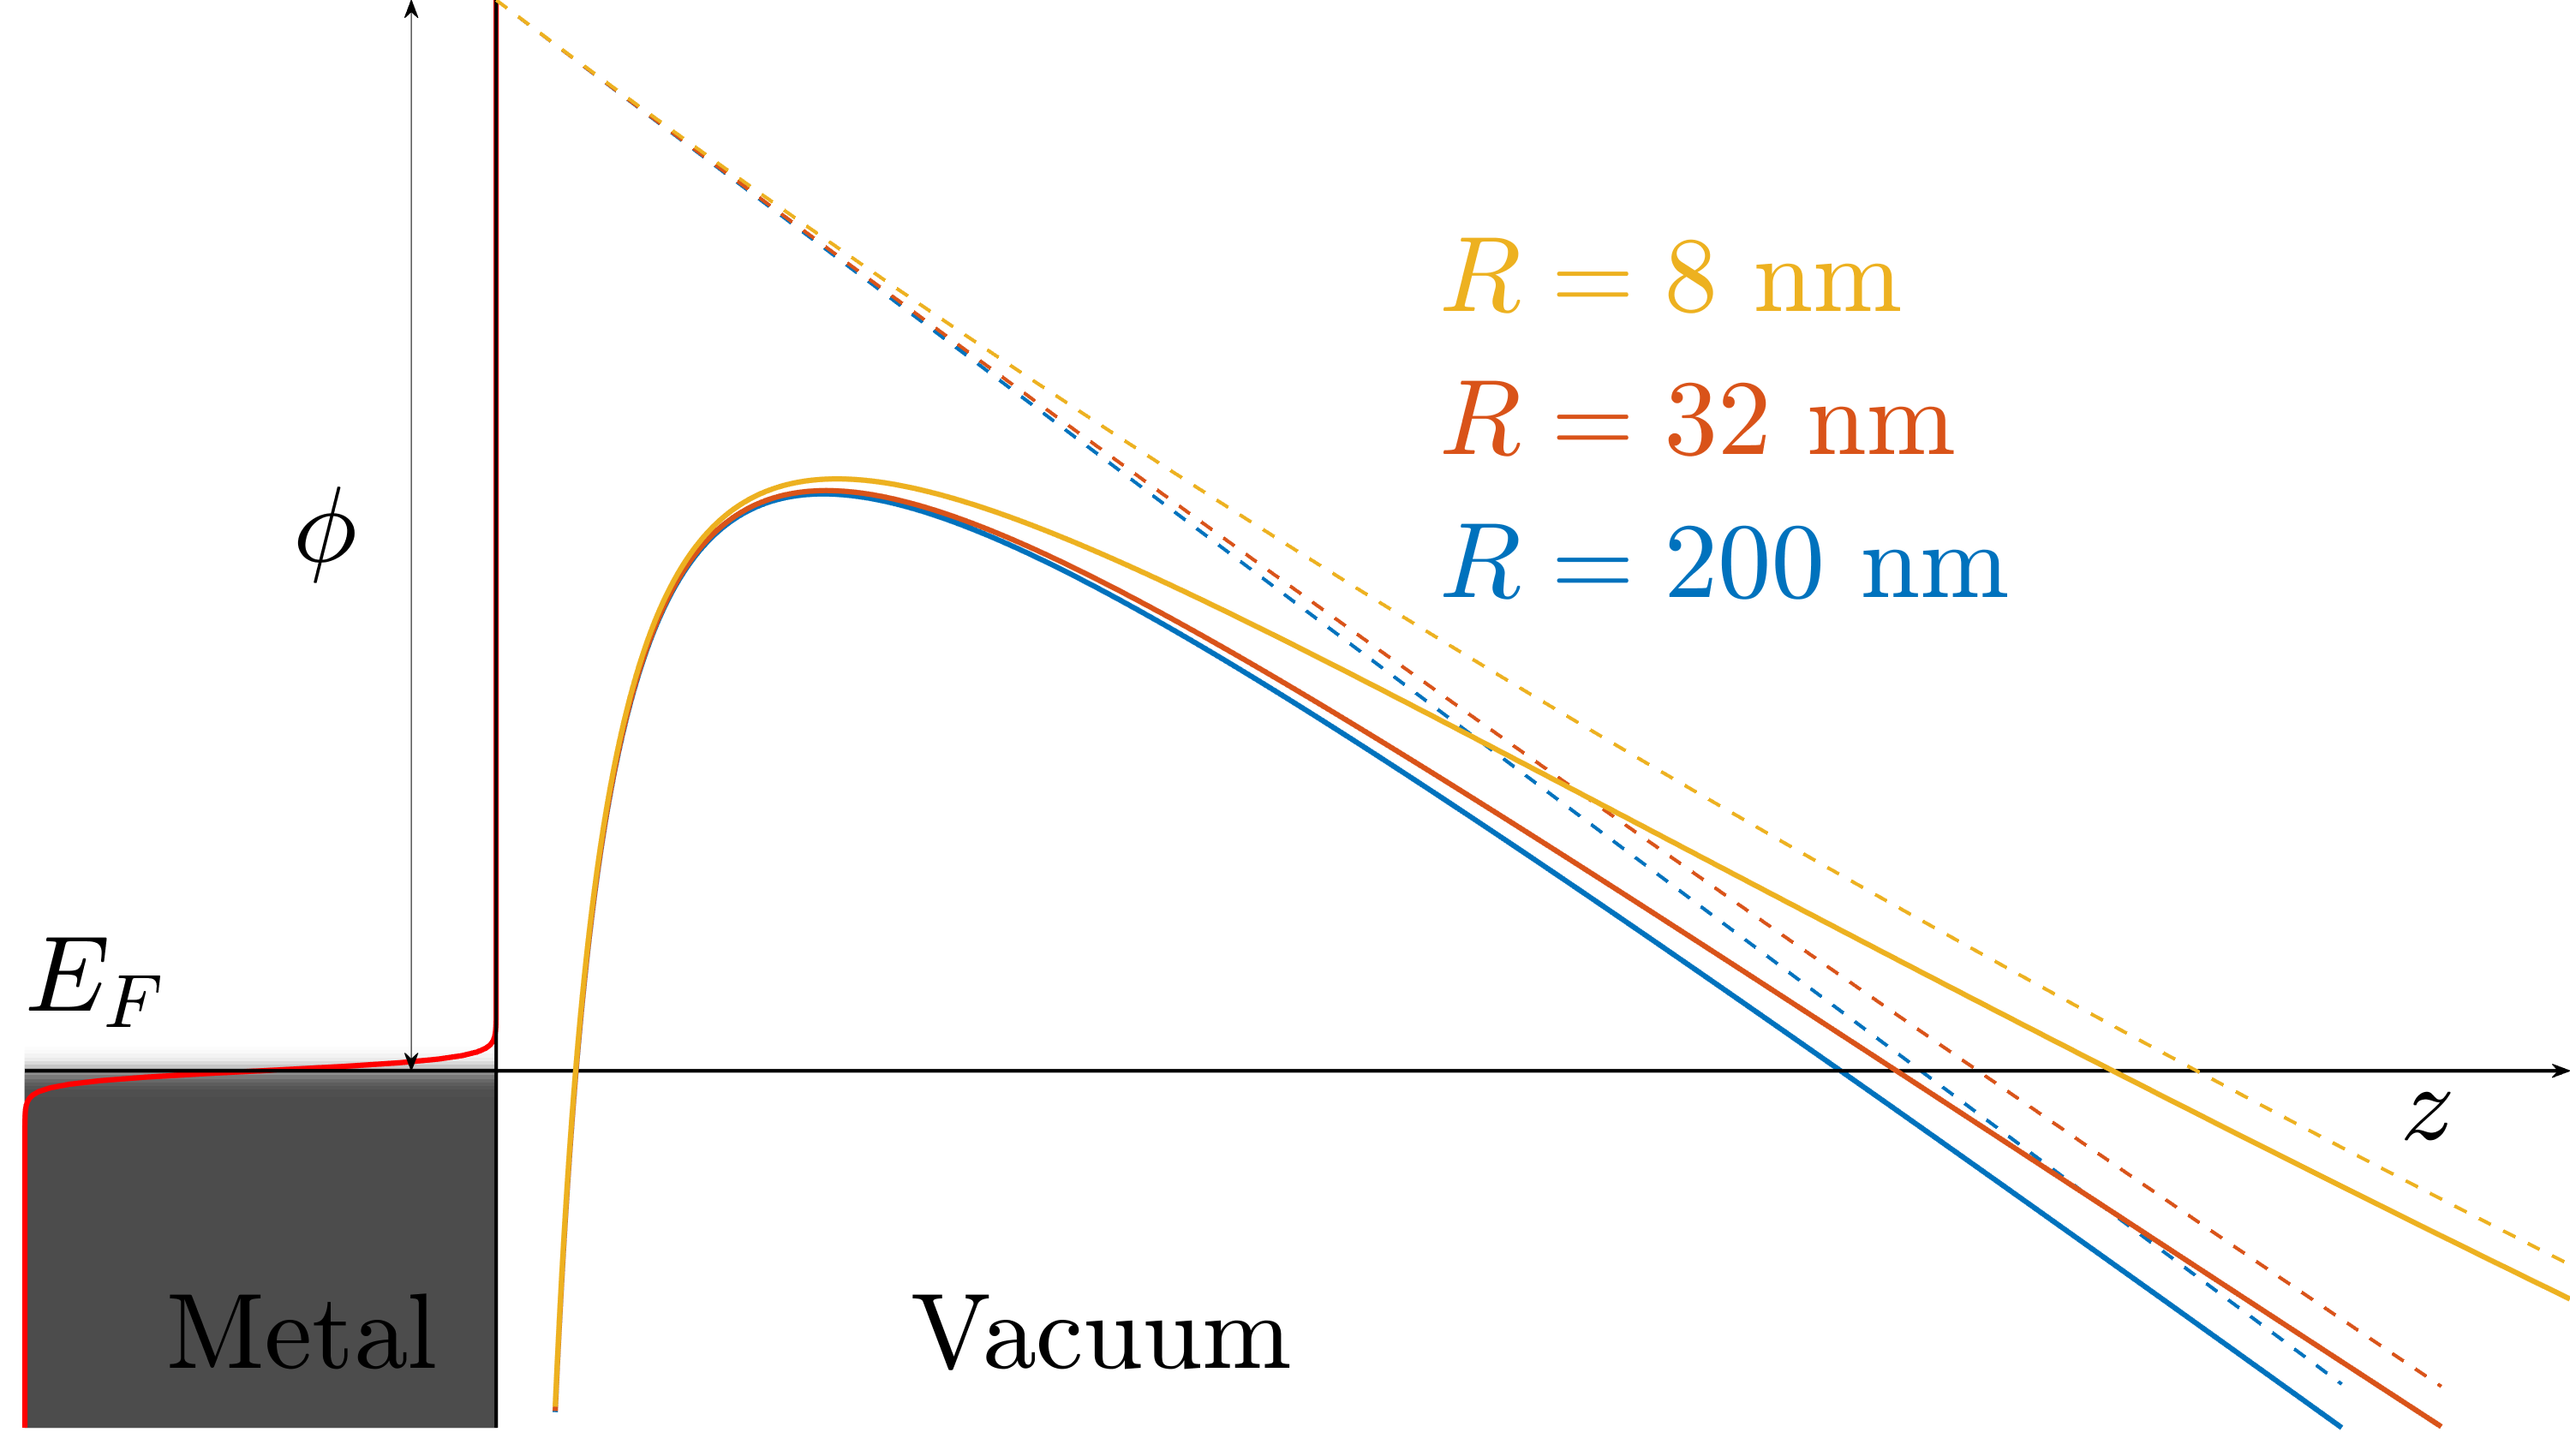 R = 8 nm
R = 32 nm
R = 200 nm
ϕ
E_F
z
Metal
Vacuum